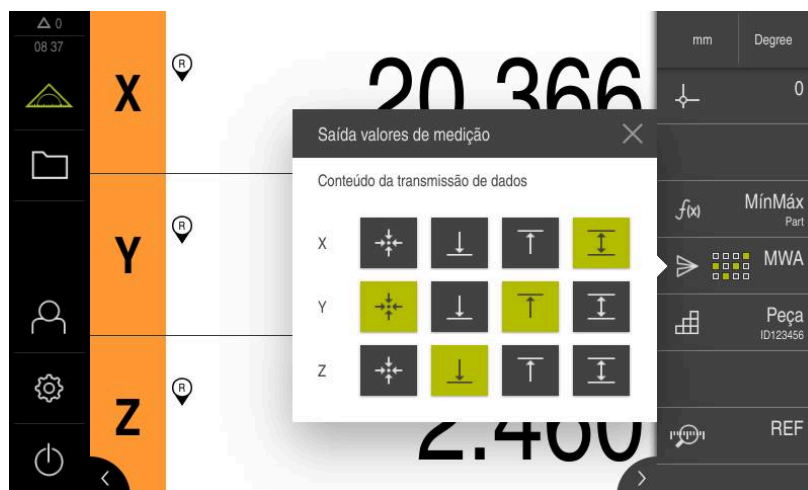 0
08 37
X
R
20.366
mm
Degree
0
Saída valores de medição
Conteúdo da transmissão de dados
X
Y
Z
Y
R
f(x)
MínMáx
Part
MWA
Peça
ID123456
Z
R
2.460
REF